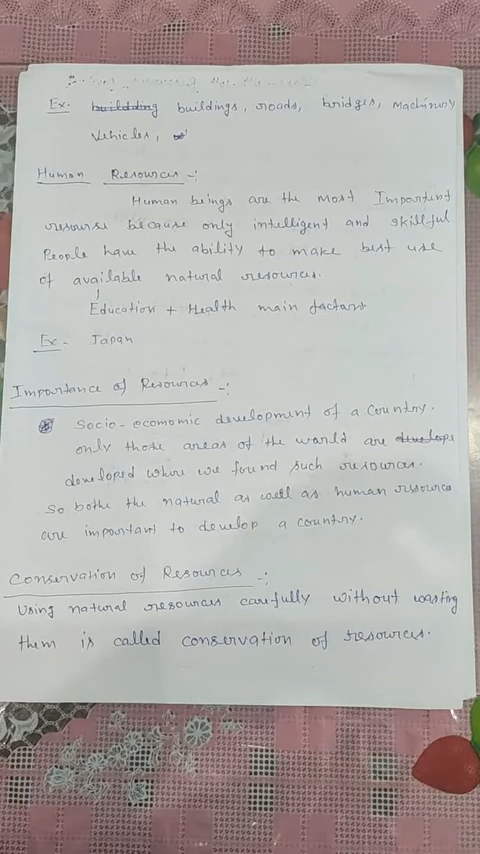 Ex. building buildings, roads, bridges, Machinery
Vehicles,
Human Resources -:
Human beings are the most Important
resourse because only intelligent and skillful
People have the ability to make best use
of available natural resources.
Education + Health main factors
Ex - Japan
Importance of Resources -:
Socio-economic development of a Country.
only those areas of the world are develops
developed where we found such resources.
So bothe the natural as well as human resource
are important to develop a country.
Conservation of Resources -:
Using natural resources carefully without wasting
them is called conservation of resources.